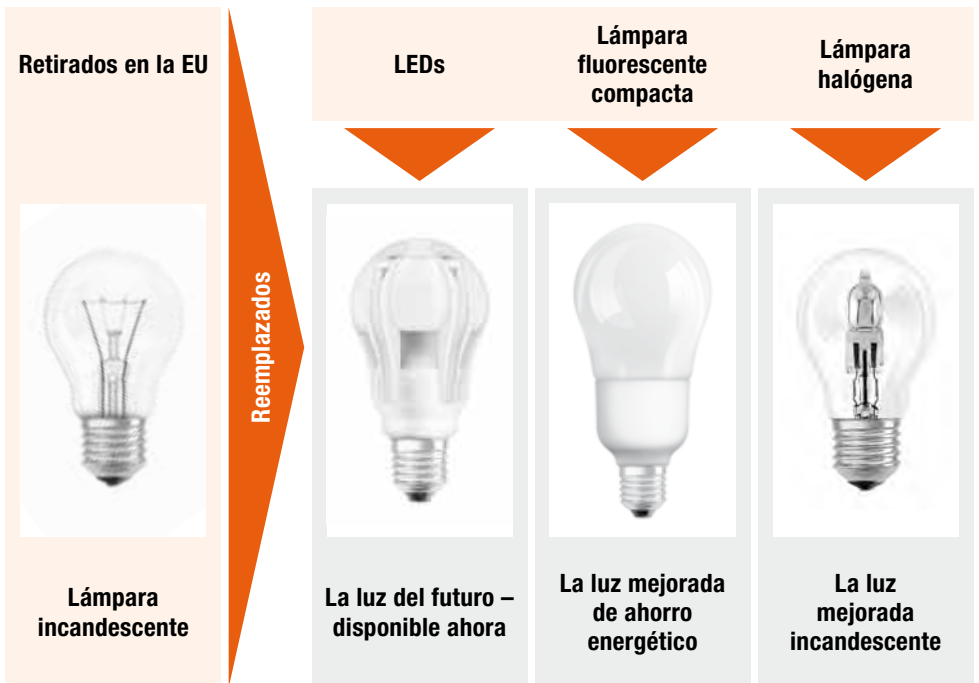 Retirados en la EU
Lámpara
incandescente
Reemplazados
LEDs
La luz del futuro –
disponible ahora
Lámpara
fluorescente
compacta
La luz mejorada
de ahorro
energético
Lámpara
halógena
La luz
mejorada
incandescente